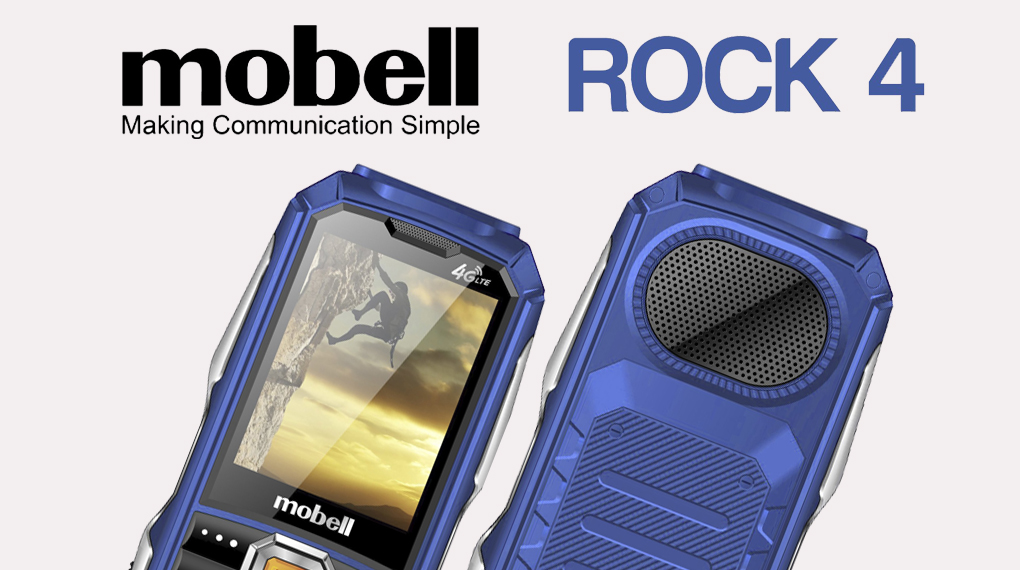 mobell
Making Communication Simple
ROCK 4
4G LTE
mobell